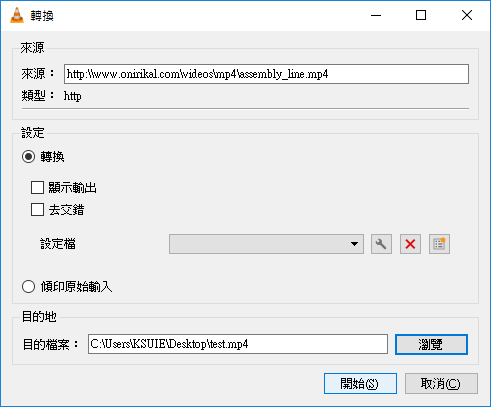 轉換
來源
來源： http://www.onirikal.com/videos/mp4/assembly_line.mp4
類型： http
設定
轉換
顯示輸出
去交錯
設定檔
傾印原始輸入
目的地
目的檔案： C:\Users\KSUIE\Desktop\test.mp4 瀏覽
開始(S) 取消(C)